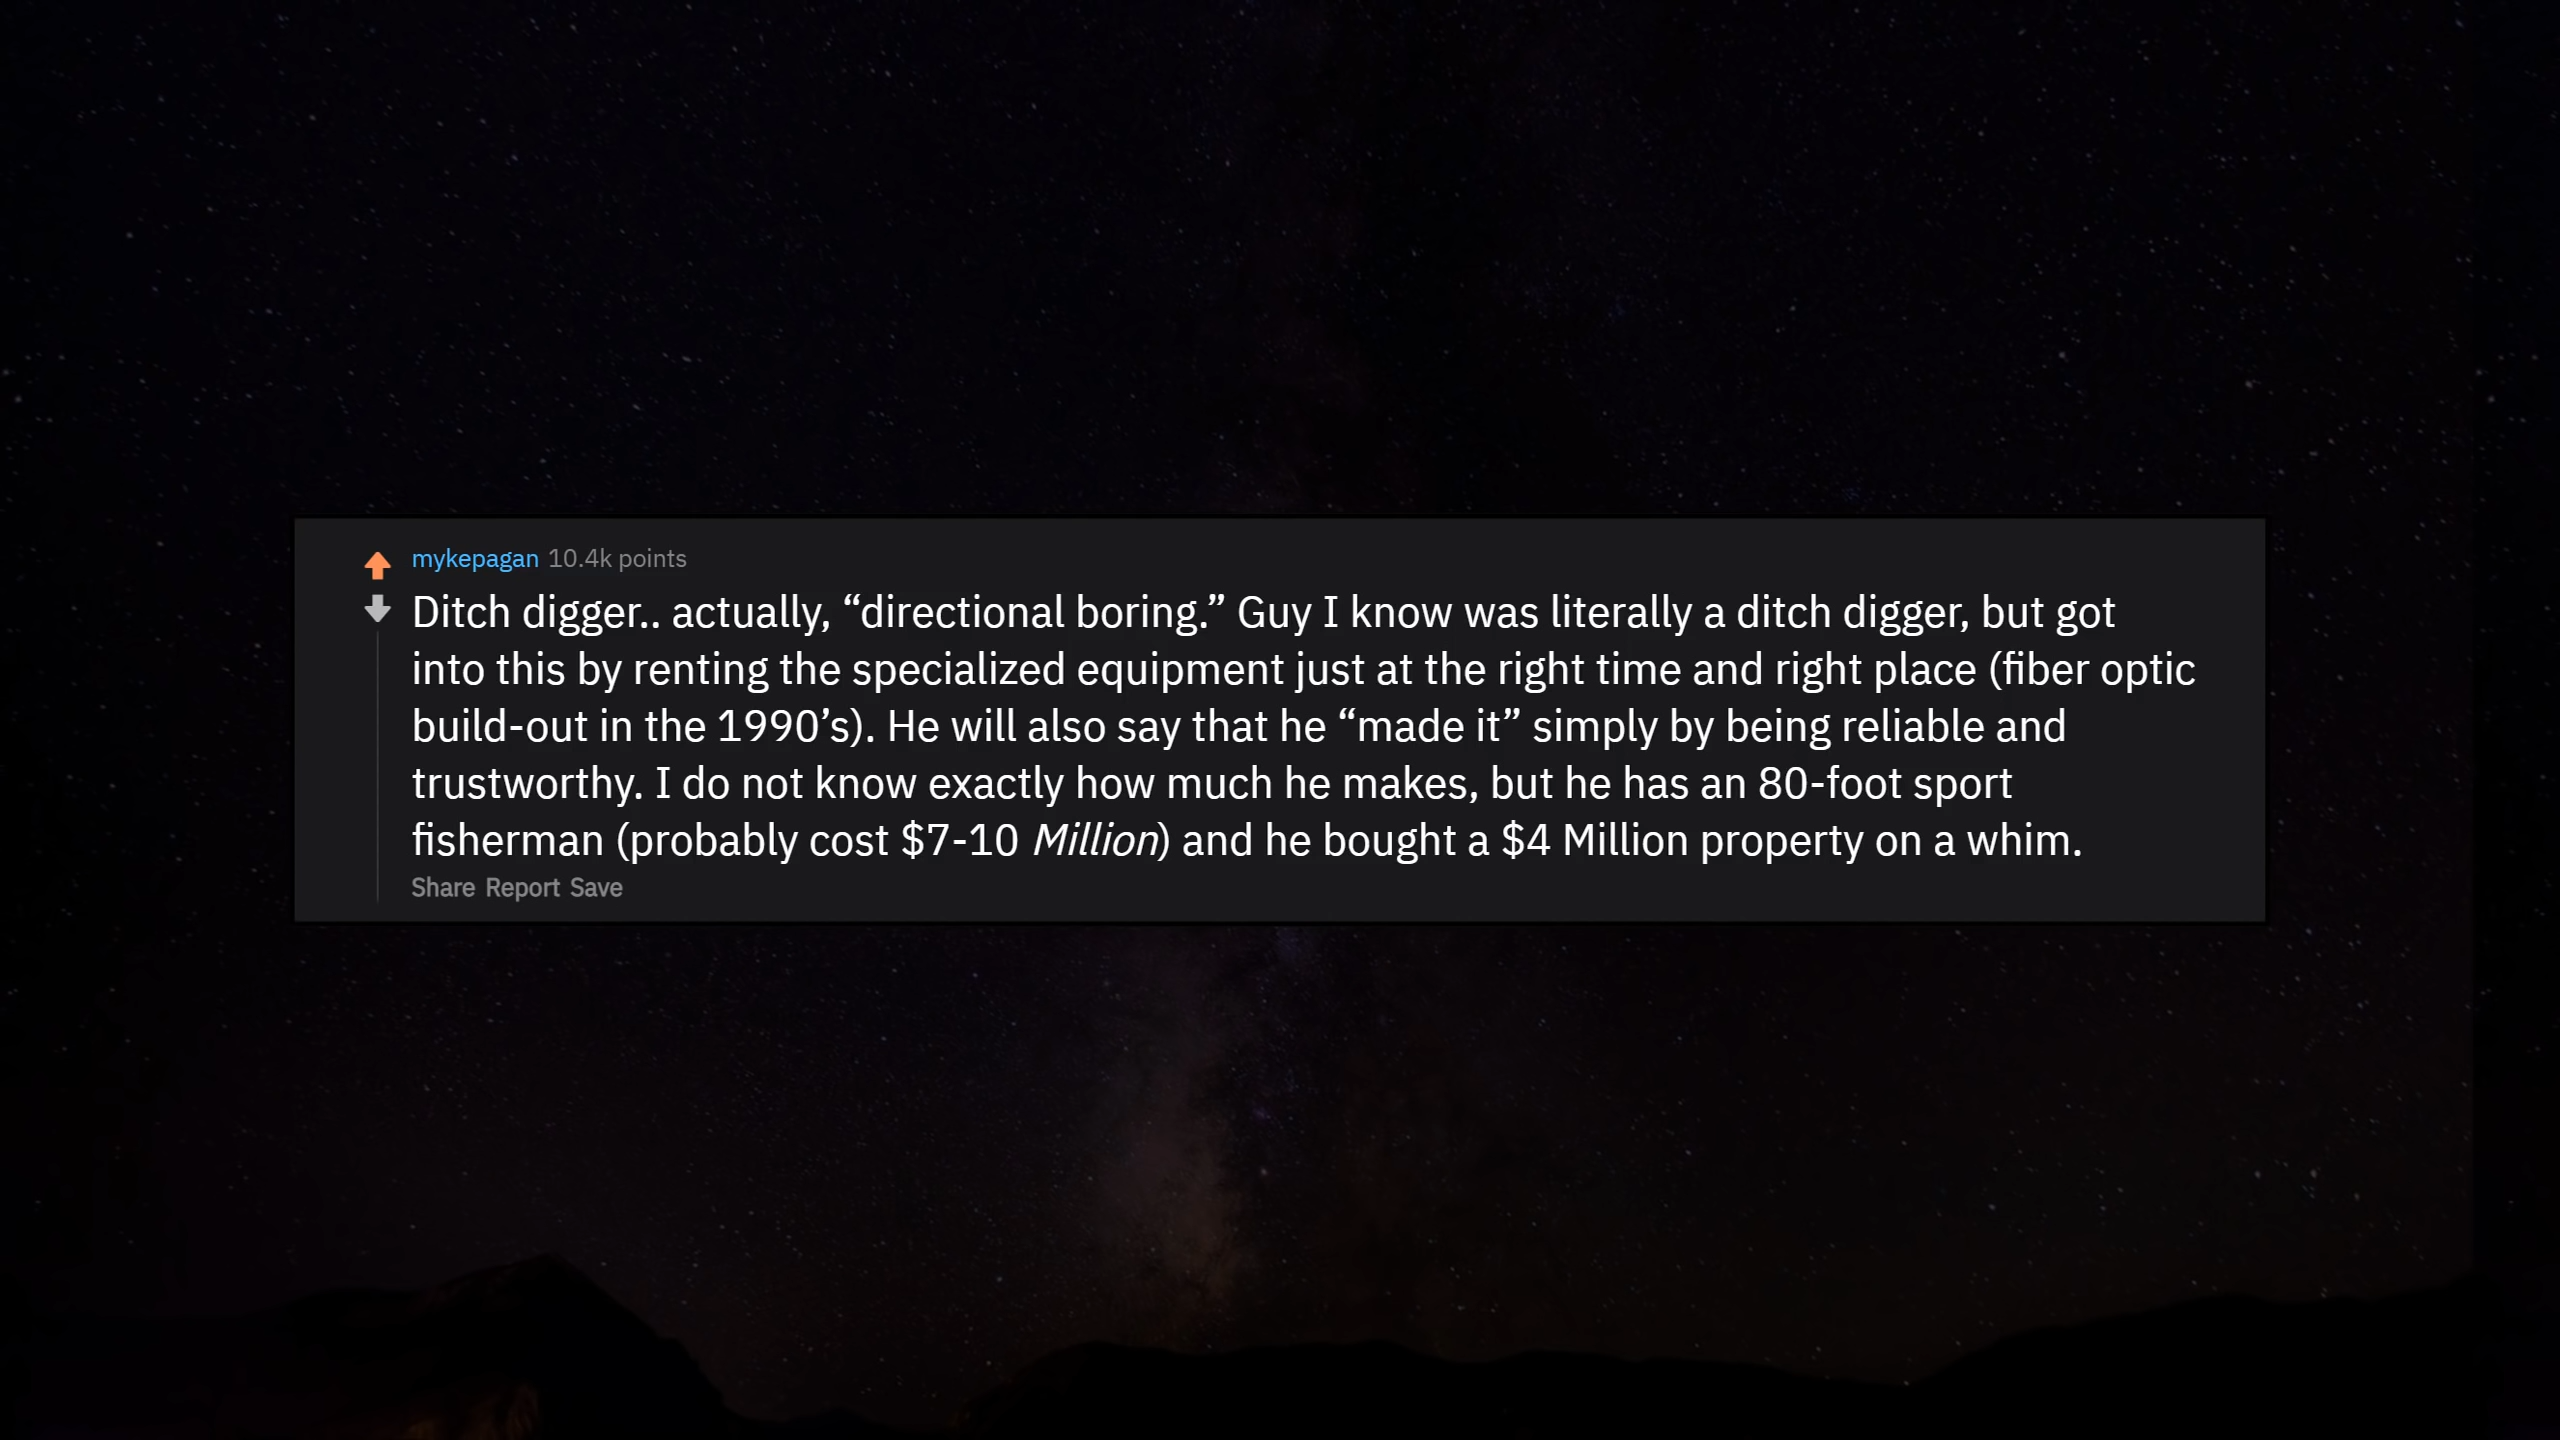 mykepagan 10.4k points
Ditch digger.. actually, “directional boring.” Guy I know was literally a ditch digger, but got
into this by renting the specialized equipment just at the right time and right place (fiber optic
build-out in the 1990’s). He will also say that he “made it” simply by being reliable and
trustworthy. I do not know exactly how much he makes, but he has an 80-foot sport
fisherman (probably cost $7-10 Million) and he bought a $4 Million property on a whim.
Share Report Save